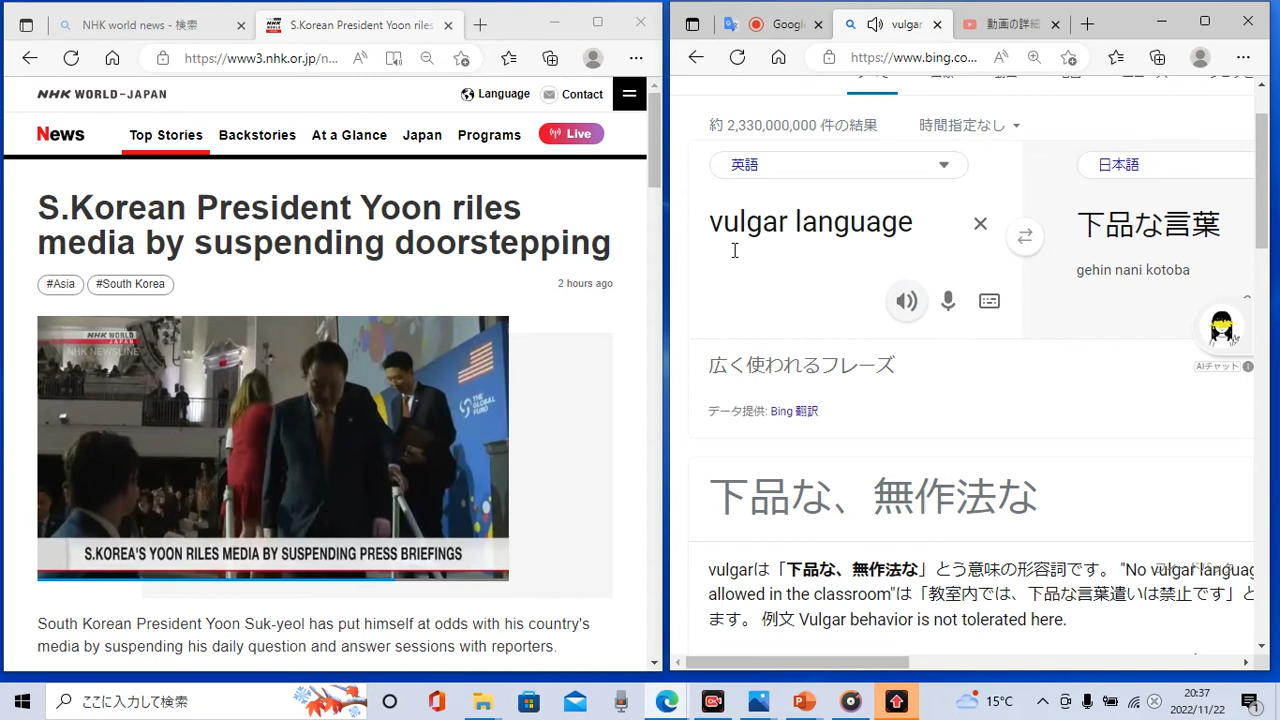 NHK world news - 検索
S.Korean President Yoon riles
https://www3.nhk.or.jp/n...
NHK WORLD-JAPAN
Language
Contact
News
Top Stories
Backstories
At a Glance
Japan
Programs
Live
S.Korean President Yoon riles
media by suspending doorstepping
#Asia
#South Korea
2 hours ago
NHK WORLD
JAPAN
NHK NEWSLINE
THE
GLOBAL
FUND
S.KOREA'S YOON RILES MEDIA BY SUSPENDING PRESS BRIEFINGS
South Korean President Yoon Suk-yeol has put himself at odds with his country's
media by suspending his daily question and answer sessions with reporters.
Googl
vulgar
動画の詳細
https://www.bing.co...
約 2,330,000,000 件の結果
時間指定なし
英語
日本語
vulgar language
下品な言葉
gehin nani kotoba
AIチャット
広く使われるフレーズ
データ提供: Bing 翻訳
下品な、無作法な
vulgarは「下品な、無作法な」とう意味の形容詞です。 "No vulgar languag
allowed in the classroom"は「教室内では、下品な言葉遣いは禁止です」と
ます。 例文 Vulgar behavior is not tolerated here.
ここに入力して検索
15°C
20:37
2022/11/22